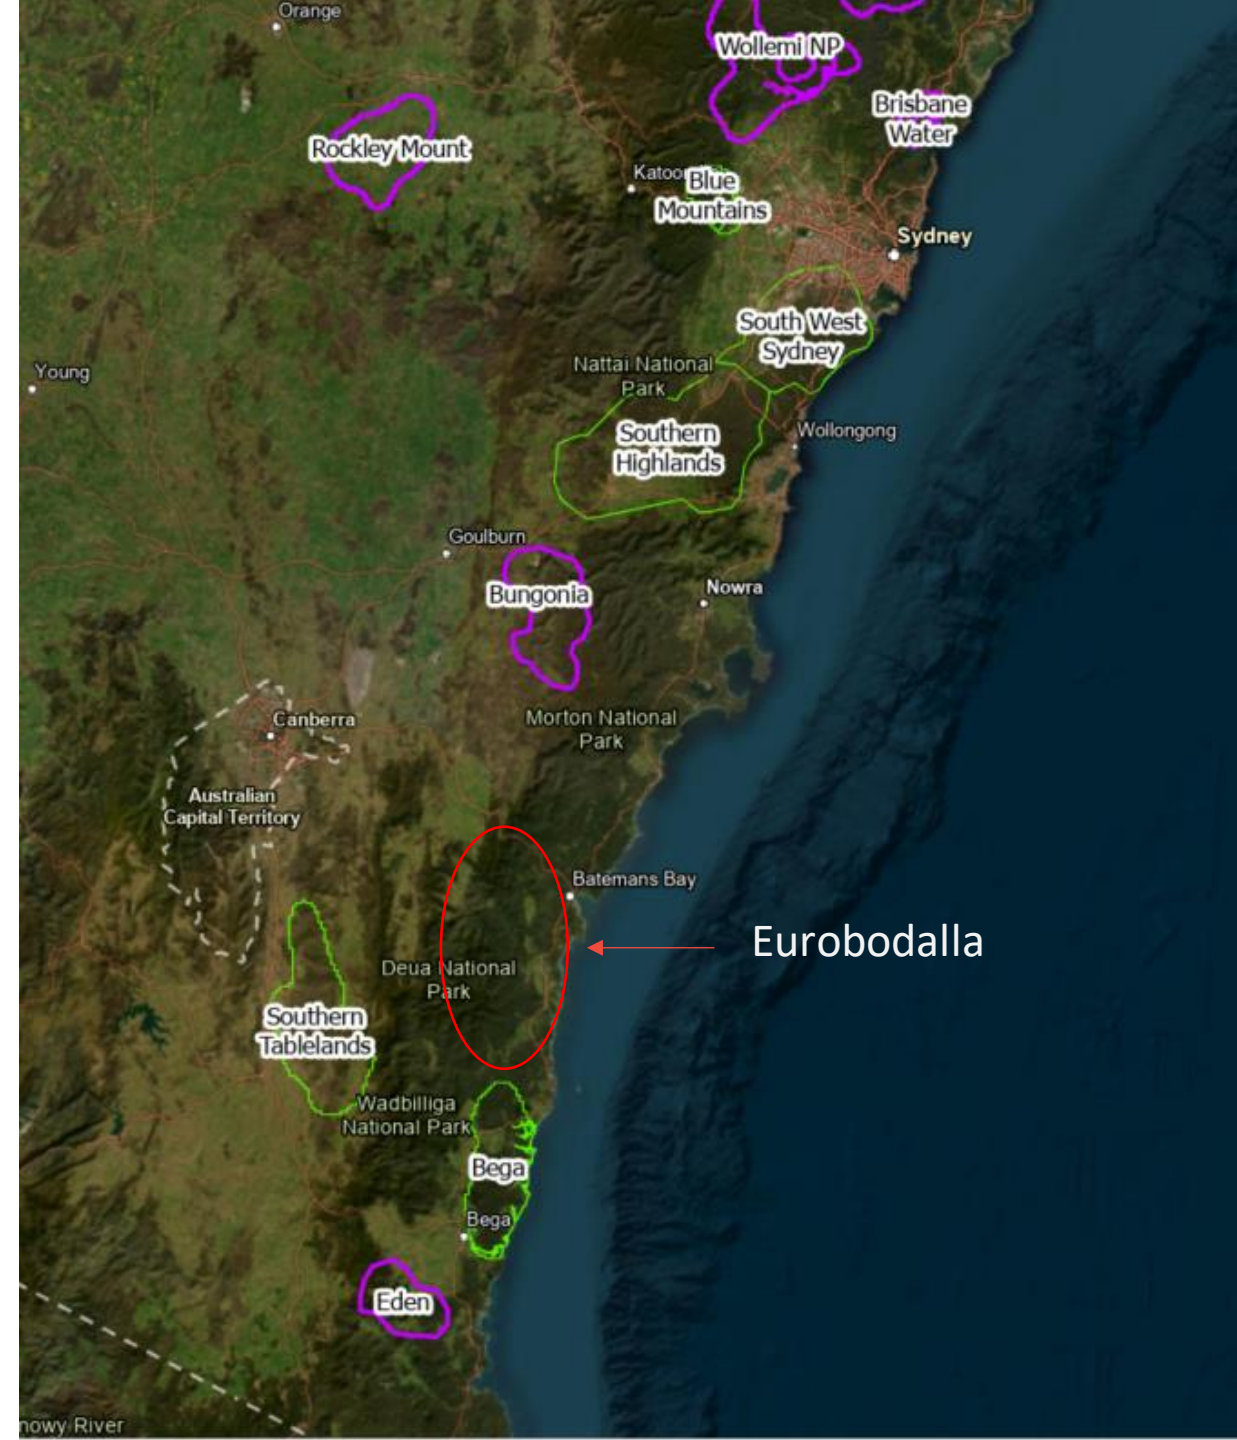 Orange
Wollemi NP
Brisbane
Water
Rockley Mount
Katoo
Blue
Mountains
Sydney
South West
Sydney
Nattai National
Park
Young
Southern
Highlands
Wollongong
Goulburn
Bungonia
Nowra
Morton National
Park
Canberra
Australian
Capital Territory
Batemans Bay
Eurobodalla
Deua National
Park
Southern
Tablelands
Wadbilliga
National Park
Bega
Bega
Eden
nowy River